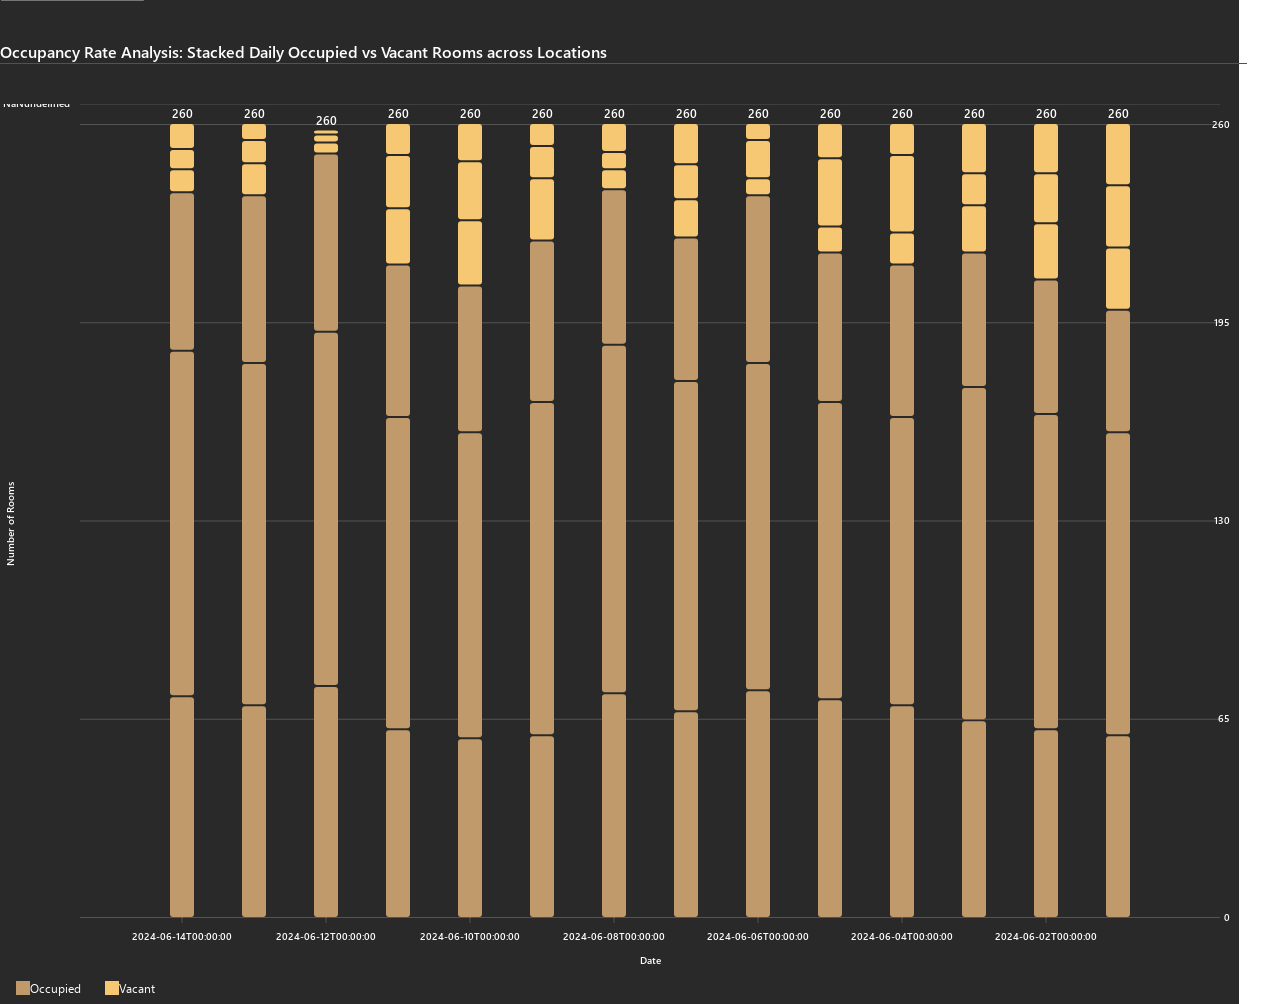 Occupancy Rate Analysis: Stacked Daily Occupied vs Vacant Rooms across Locations
NaNundefined
260 260 260 260 260 260 260 260 260 260 260 260 260 260
260
195
130
65
0
Number of Rooms
2024-06-14T00:00:00 2024-06-12T00:00:00 2024-06-10T00:00:00 2024-06-08T00:00:00 2024-06-06T00:00:00 2024-06-04T00:00:00 2024-06-02T00:00:00
Date
Occupied Vacant